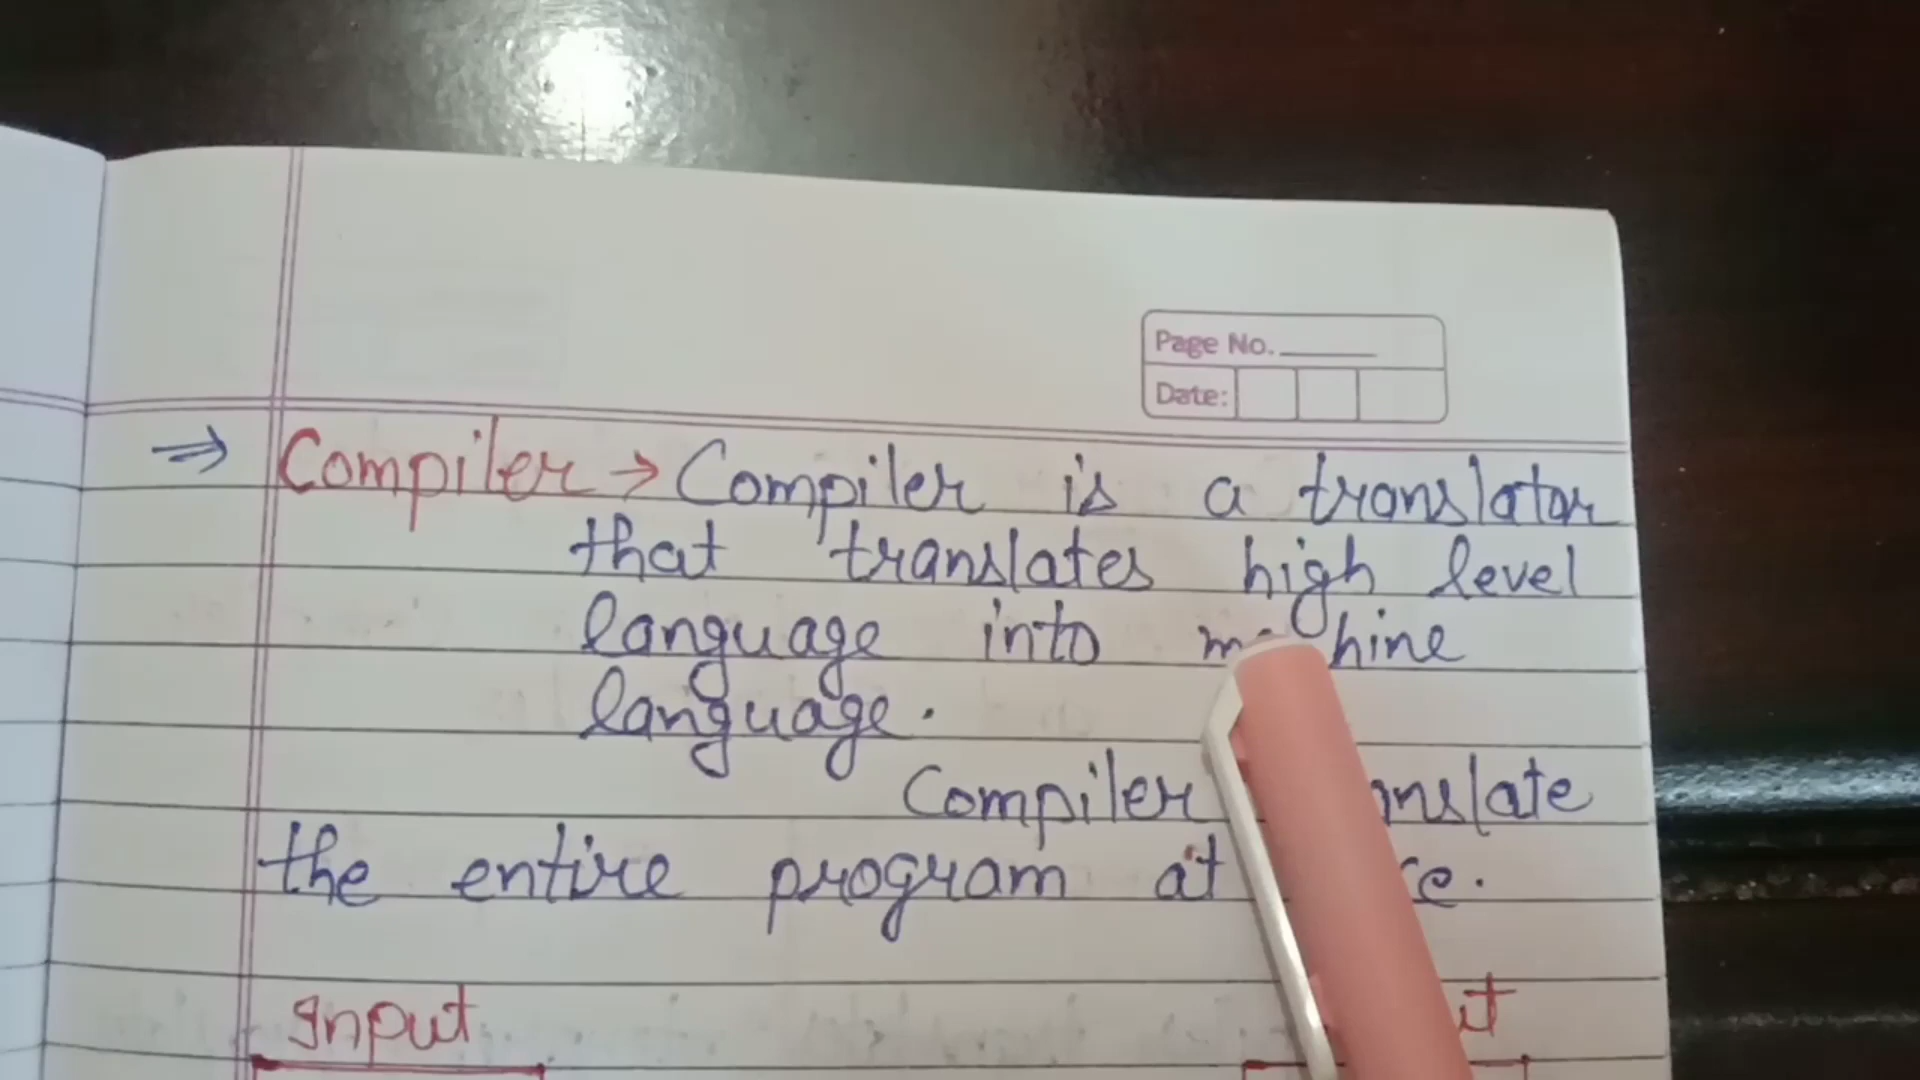 Page No.
Date:
⇒ Compiler → Compiler is a translator
that translates high level
language into machine
language.
Compiler
the entire program at
Input